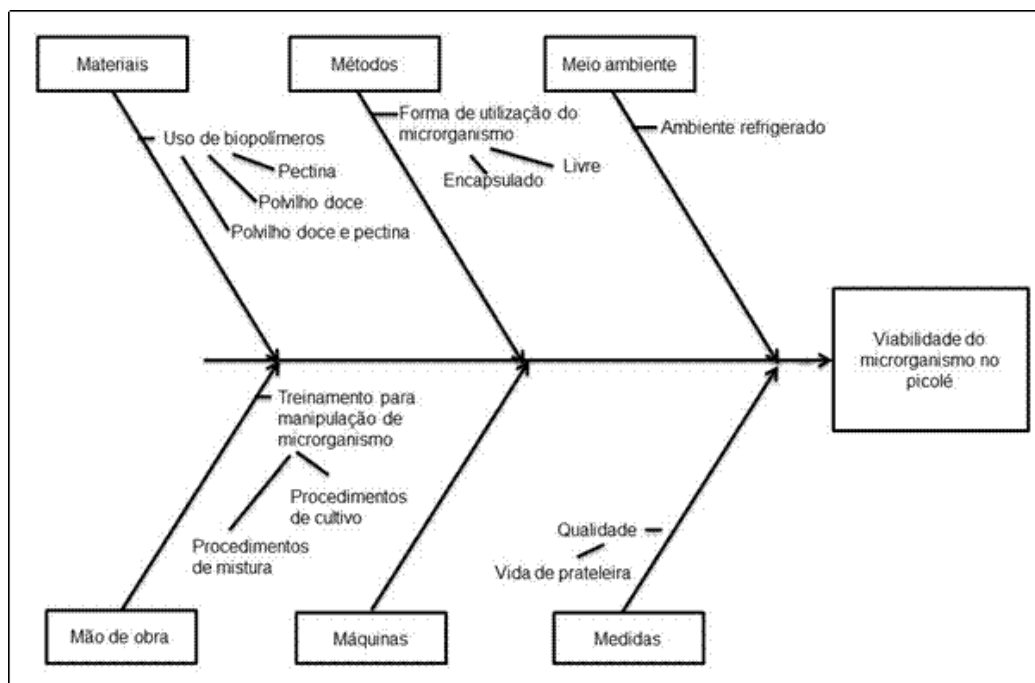 Materiais
Métodos
Meio ambiente
Uso de biopolímeros
Pectina
Polvilho doce
Polvilho doce e pectina
Forma de utilização do
microrganismo
Livre
Encapsulado
Ambiente refrigerado
Viabilidade do
microrganismo no
picolé
Treinamento para
manipulação de
microrganismo
Procedimentos
de cultivo
Procedimentos
de mistura
Qualidade
Vida de prateleira
Mão de obra
Máquinas
Medidas